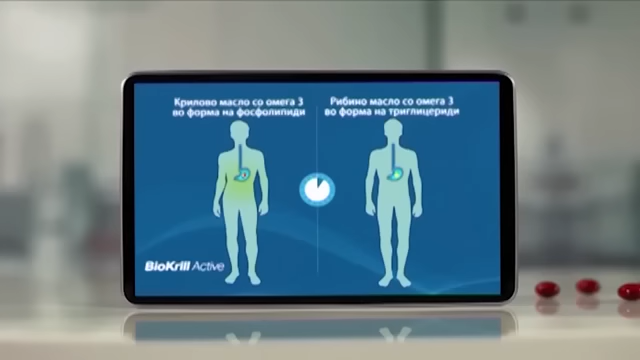 Крилово масло со омега 3
во форма на фосфолипиди
Рибино масло со омега 3
во форма на триглицериди
BioKrill Active